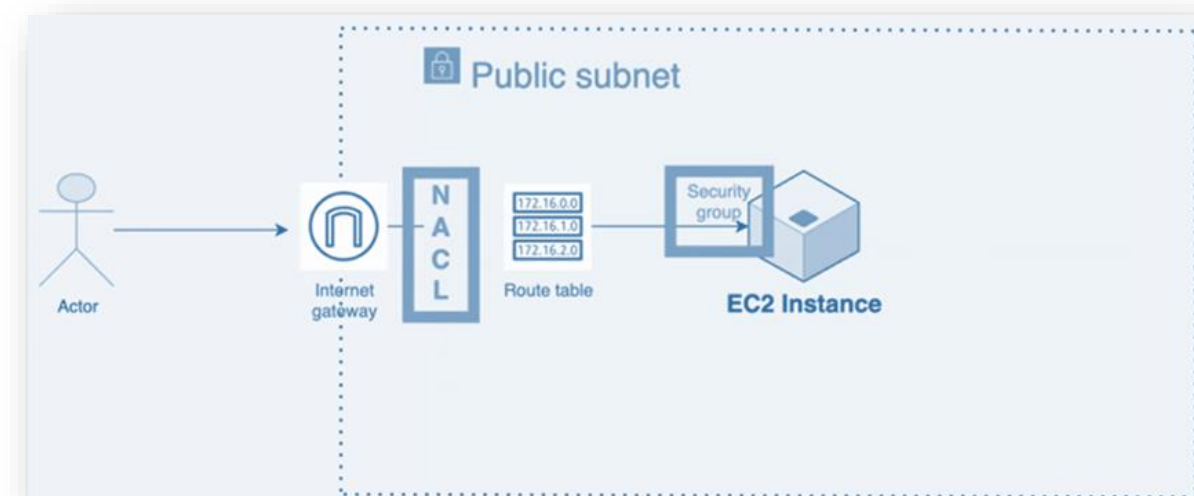 Public subnet
Actor
Internet
gateway
N
A
C
L
172.16.0.0
172.16.1.0
172.16.2.0
Route table
Security
group
EC2 Instance